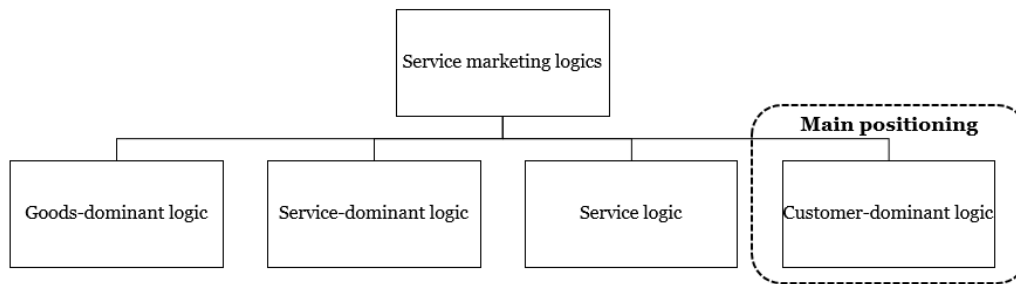 Service marketing logics
Main positioning
Goods-dominant logic
Service-dominant logic
Service logic
Customer-dominant logic